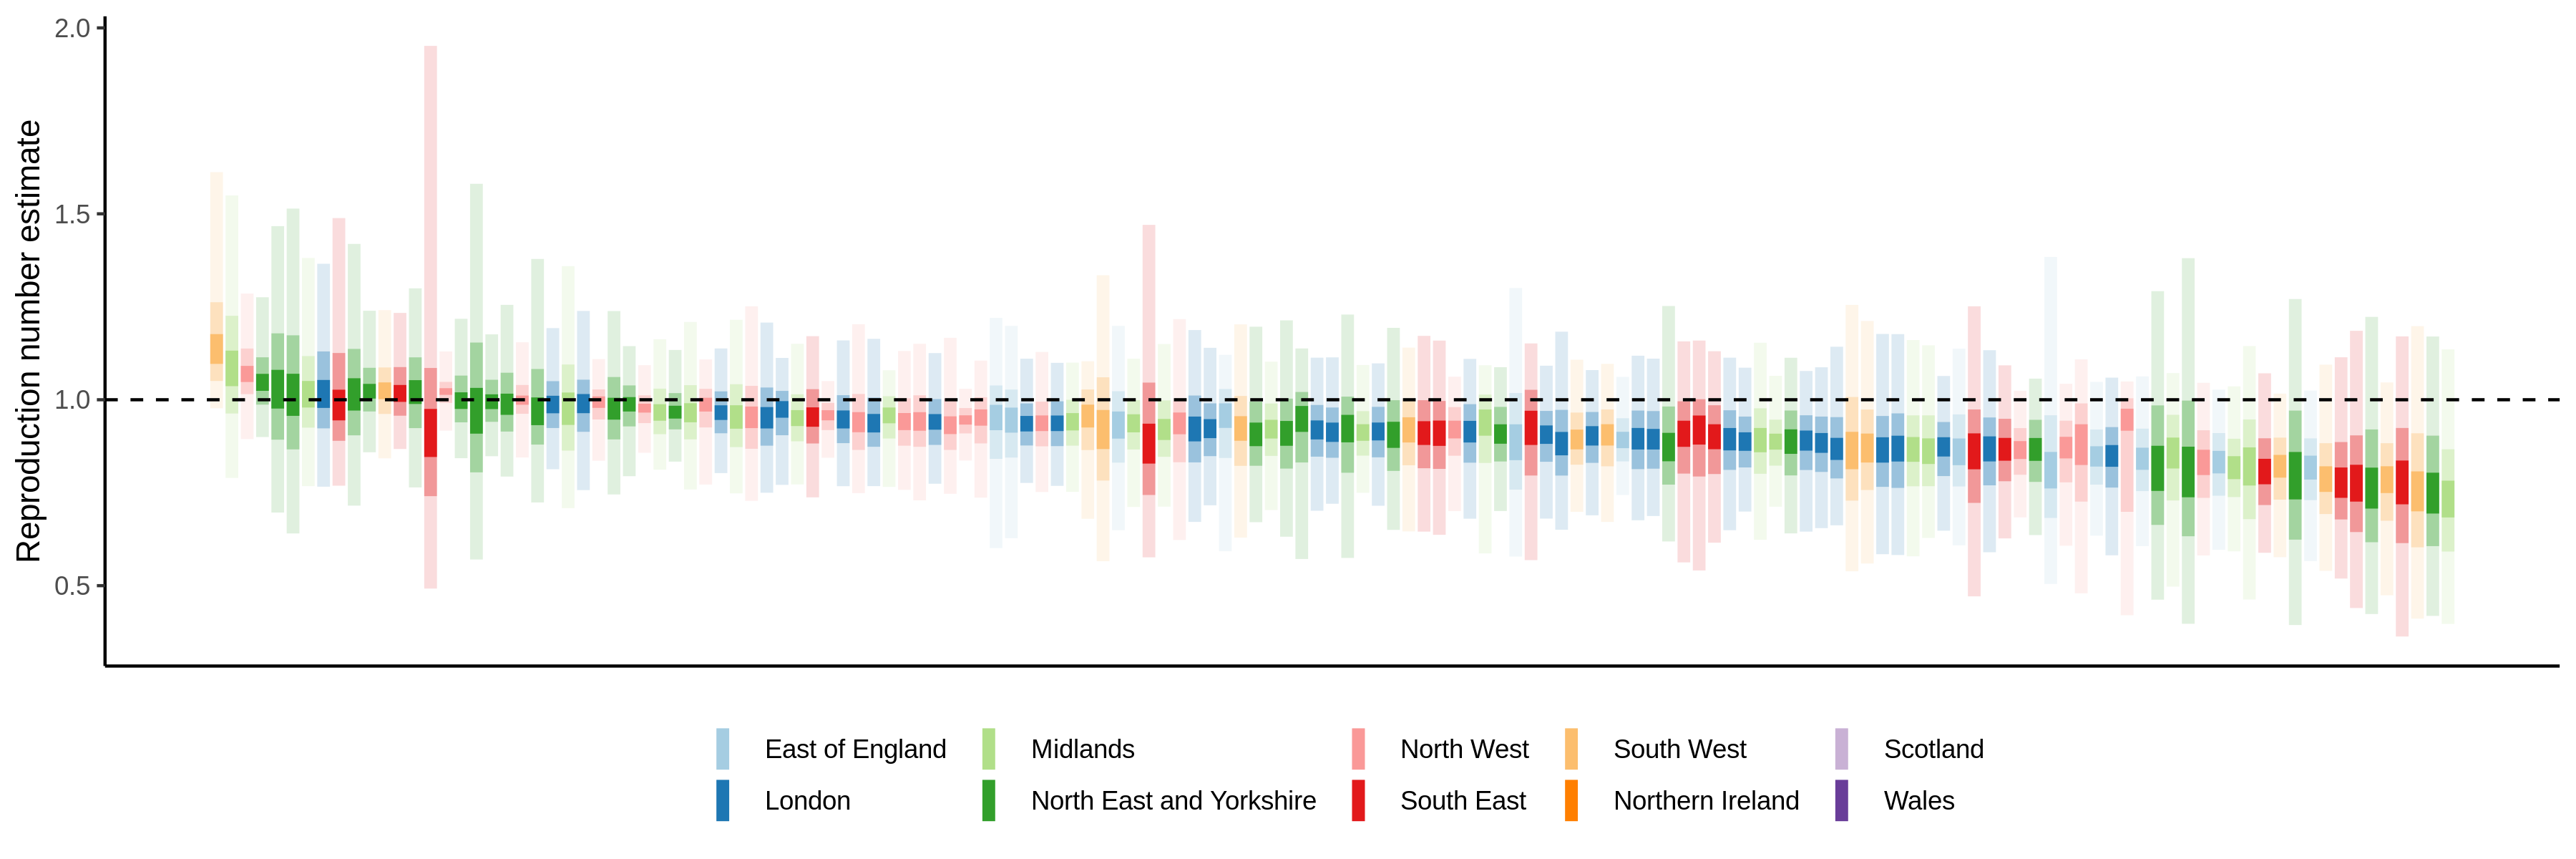 Reproduction number estimate
2.0
1.5
1.0
0.5
East of England
Midlands
North West
South West
Scotland
London
North East and Yorkshire
South East
Northern Ireland
Wales